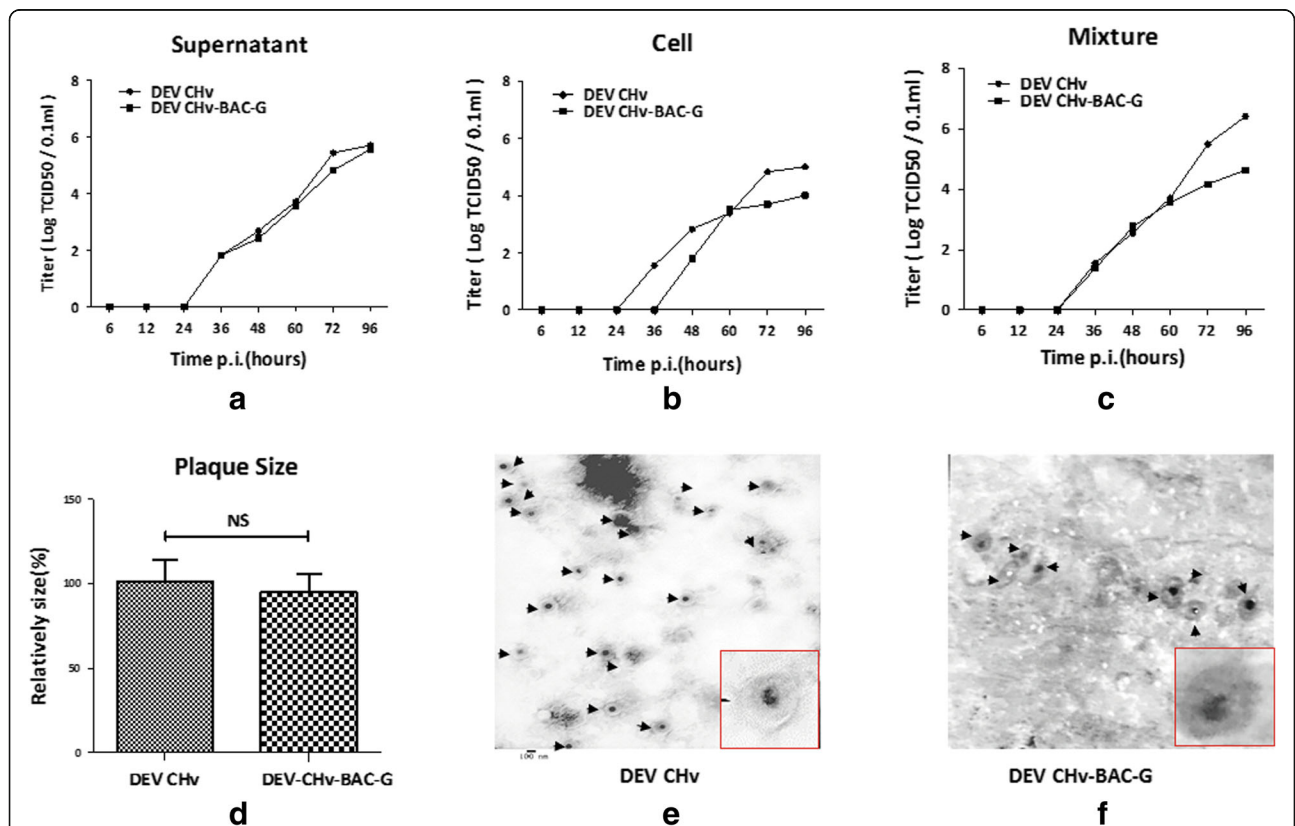 Supernatant
DEV CHv
DEV CHv-BAC-G
Titer ( Log TCID50 / 0.1ml )
8
6
4
2
0
6 12 24 36 48 60 72 96
Time p.i.(hours)
a
Cell
DEV CHv
DEV CHv-BAC-G
Titer ( Log TCID50 / 0.1ml )
8
6
4
2
0
6 12 24 36 48 60 72 96
Time p.i.(hours)
b
Mixture
DEV CHv
DEV CHv-BAC-G
Titer ( Log TCID50 / 0.1ml )
8
6
4
2
0
6 12 24 36 48 60 72 96
Time p.i.(hours)
c
Plaque Size
NS
Relatively size(%)
150
100
50
0
DEV CHv DEV-CHv-BAC-G
d
100 nm
DEV CHv
e
DEV CHv-BAC-G
f